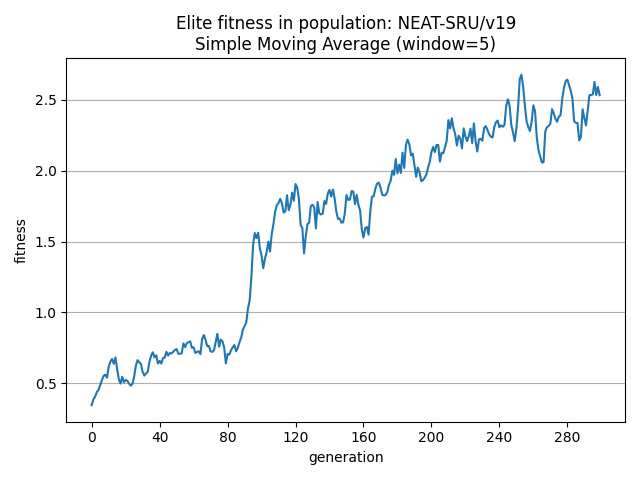 Elite fitness in population: NEAT-SRU/v19
Simple Moving Average (window=5)
fitness
2.5
2.0
1.5
1.0
0.5
0 40 80 120 160 200 240 280
generation